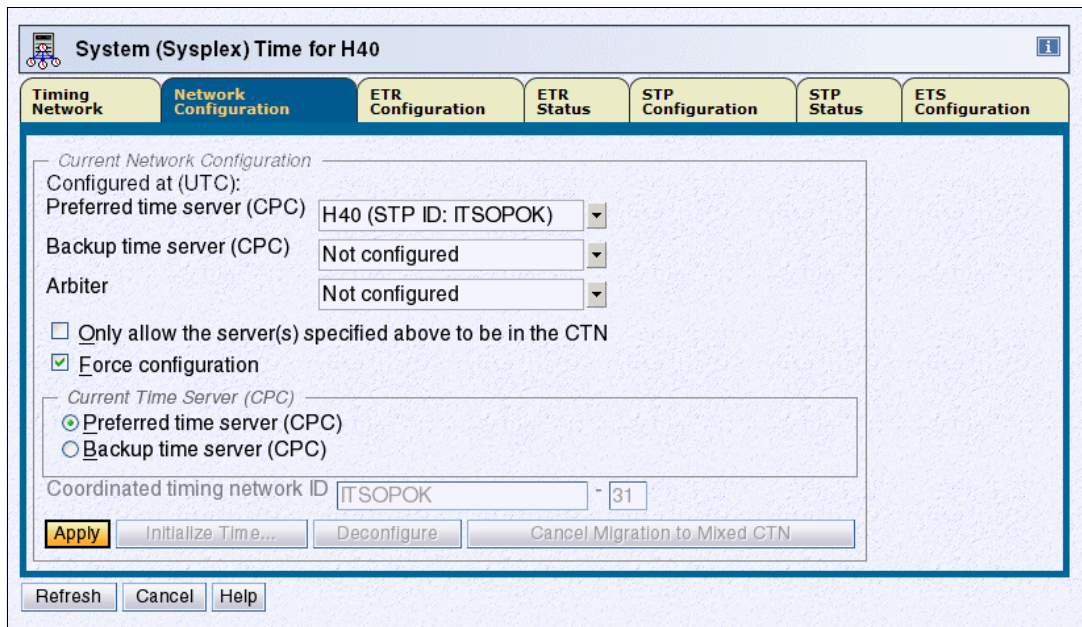 System (Sysplex) Time for H40
i
Timing Network
Network Configuration
ETR Configuration
ETR Status
STP Configuration
STP Status
ETS Configuration
Current Network Configuration
Configured at (UTC):
Preferred time server (CPC) H40 (STP ID: ITSOPOK)
Backup time server (CPC) Not configured
Arbiter Not configured
Only allow the server(s) specified above to be in the CTN
Force configuration
Current Time Server (CPC)
Preferred time server (CPC)
Backup time server (CPC)
Coordinated timing network ID ITSOPOK - 31
Apply Initialize Time... Deconfigure Cancel Migration to Mixed CTN
Refresh Cancel Help